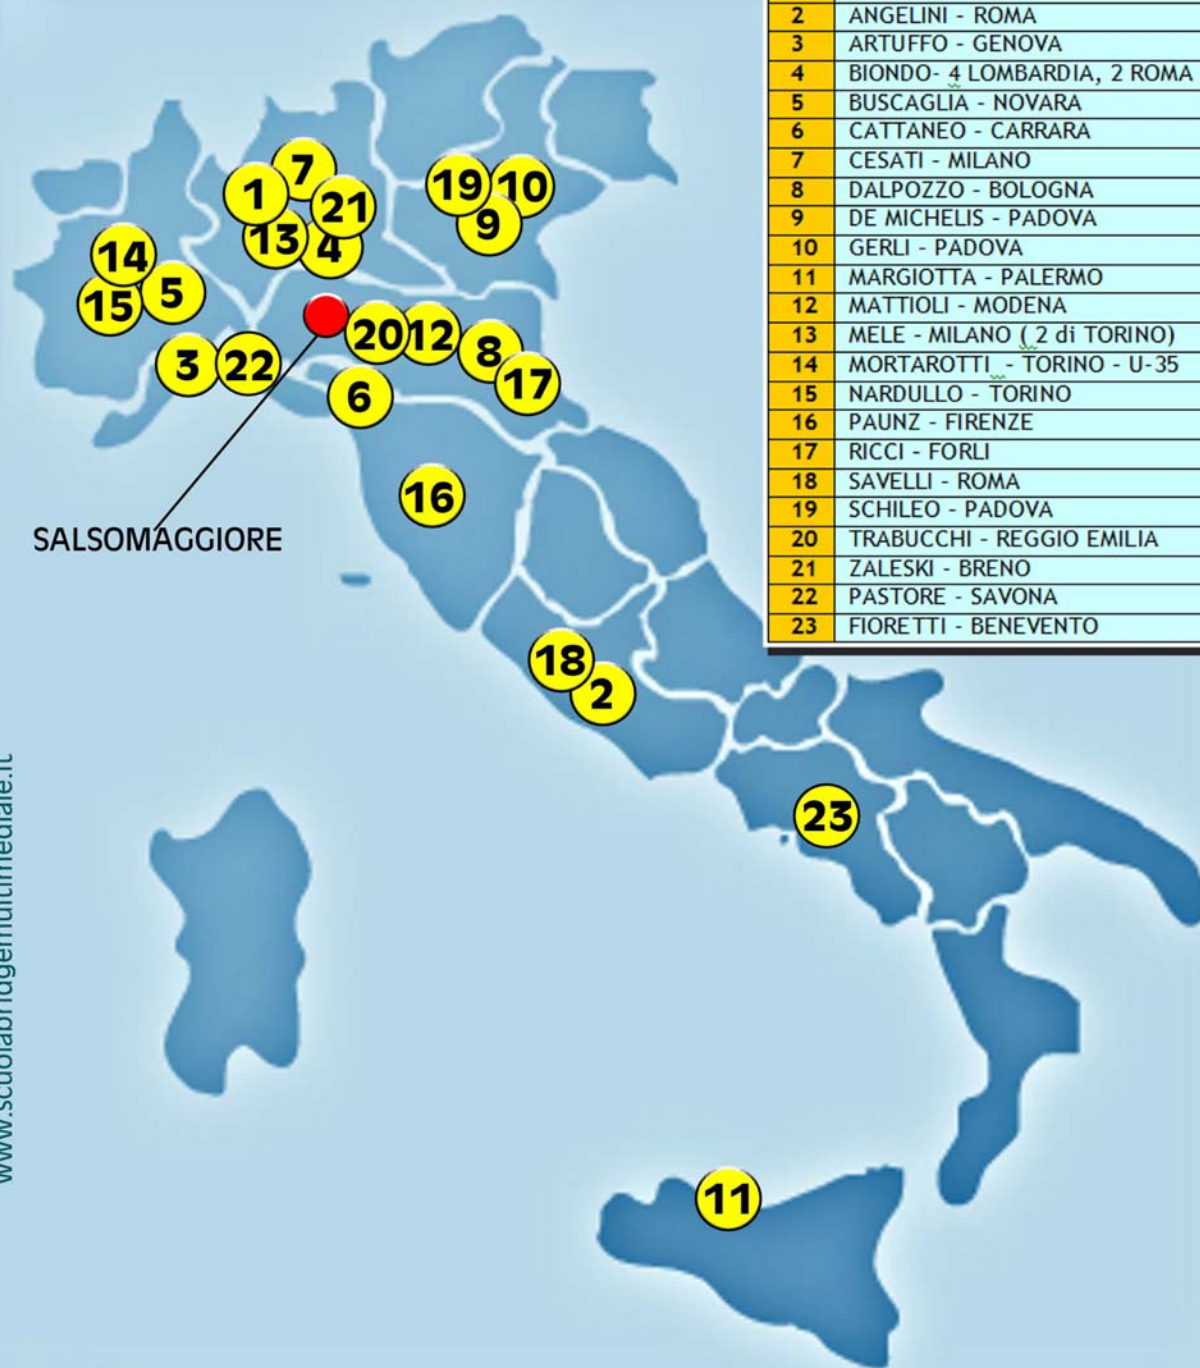 2 ANGELINI - ROMA
3 ARTUFFO - GENOVA
4 BIONDO- 4 LOMBARDIA, 2 ROMA
5 BUSCAGLIA - NOVARA
6 CATTANEO - CARRARA
7 CESATI - MILANO
8 DALPOZZO - BOLOGNA
9 DE MICHELIS - PADOVA
10 GERLI - PADOVA
11 MARGIOTTA - PALERMO
12 MATTIOLI - MODENA
13 MELE - MILANO ( 2 di TORINO)
14 MORTAROTTI - TORINO - U-35
15 NARDULLO - TORINO
16 PAUNZ - FIRENZE
17 RICCI - FORLI
18 SAVELLI - ROMA
19 SCHILEO - PADOVA
20 TRABUCCHI - REGGIO EMILIA
21 ZALESKI - BRENO
22 PASTORE - SAVONA
23 FIORETTI - BENEVENTO
7
1
21
19
10
13
4
9
14
15
5
20
12
8
3
22
17
6
16
SALSOMAGGIORE
18
2
23
11
www.scuolabridgemultimediale.it